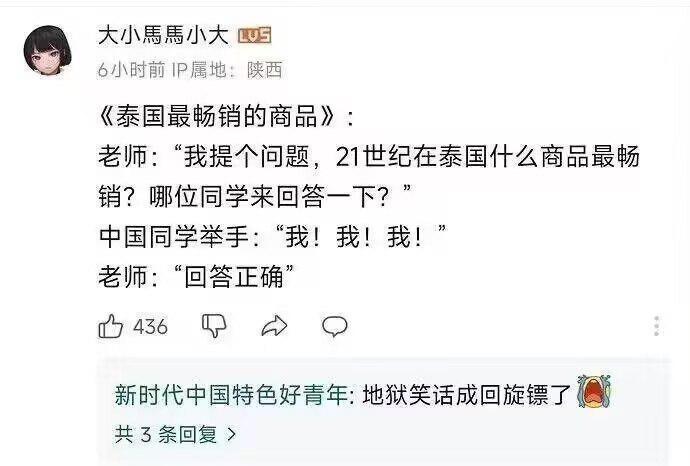 大小馬馬小大 LV5
6小时前 IP属地：陕西
《泰国最畅销的商品》：
老师：“我提个问题，21世纪在泰国什么商品最畅
销？哪位同学来回答一下？”
中国同学举手：“我！我！我！”
老师：“回答正确”
436
新时代中国特色好青年: 地狱笑话成回旋镖了
共 3 条回复 >